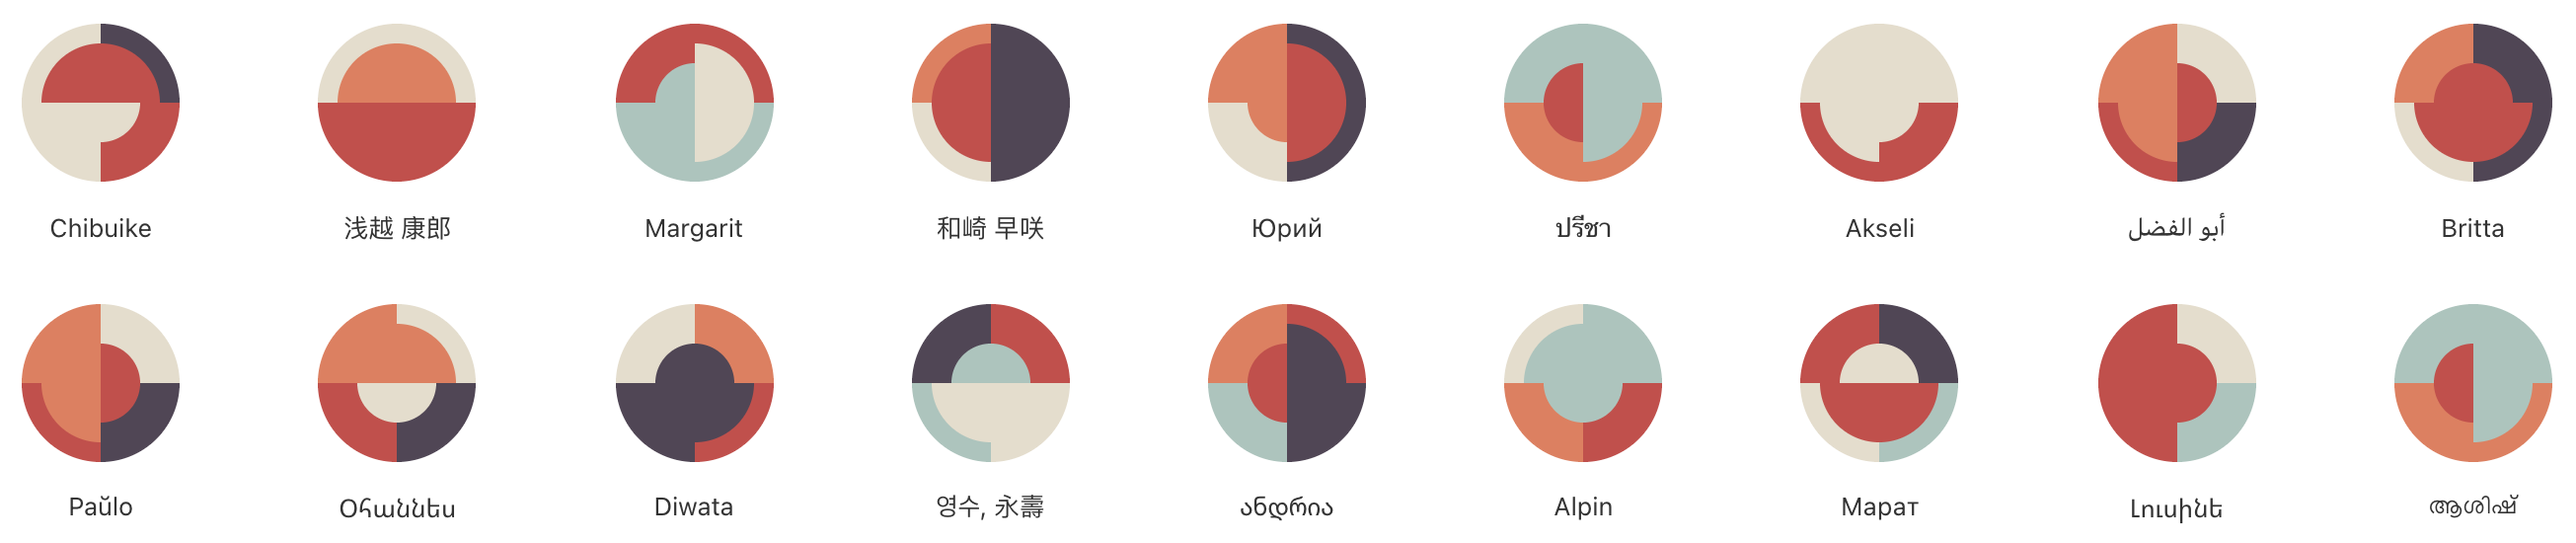 Chibuike
浅越 康郎
Margarit
和崎 早咲
Юрий
ปรีชา
Akseli
أبو الفضل
Britta
Paŭlo
Օհաննես
Diwata
영수, 永壽
ანდრია
Alpin
Марат
Լուսինե
ആശിഷ്